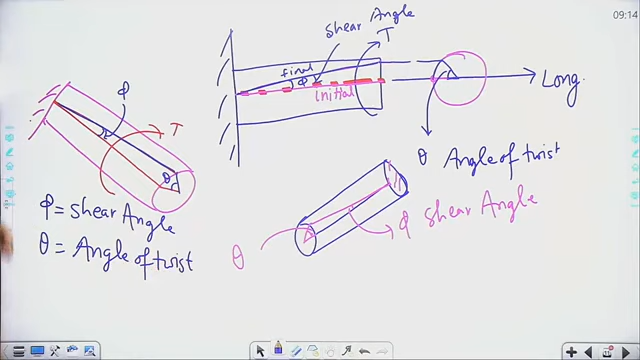 09:14
shear Angle
T
final
φ
initial
Long.
θ Angle of twist
φ
T
θ
φ = shear Angle
θ = Angle of twist
θ
φ shear Angle